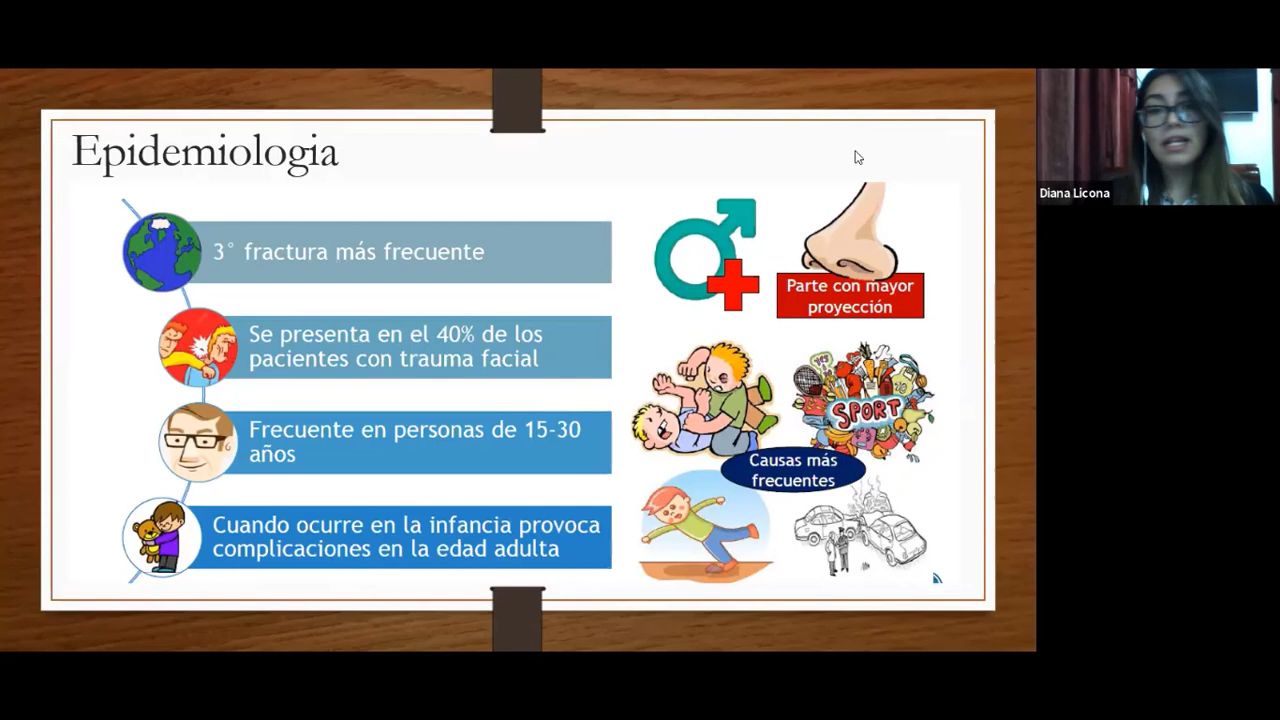 Epidemiologia
3° fractura más frecuente
Se presenta en el 40% de los
pacientes con trauma facial
Frecuente en personas de 15-30
años
Cuando ocurre en la infancia provoca
complicaciones en la edad adulta
Parte con mayor
proyección
SPORT
Causas más
frecuentes
Diana Licona